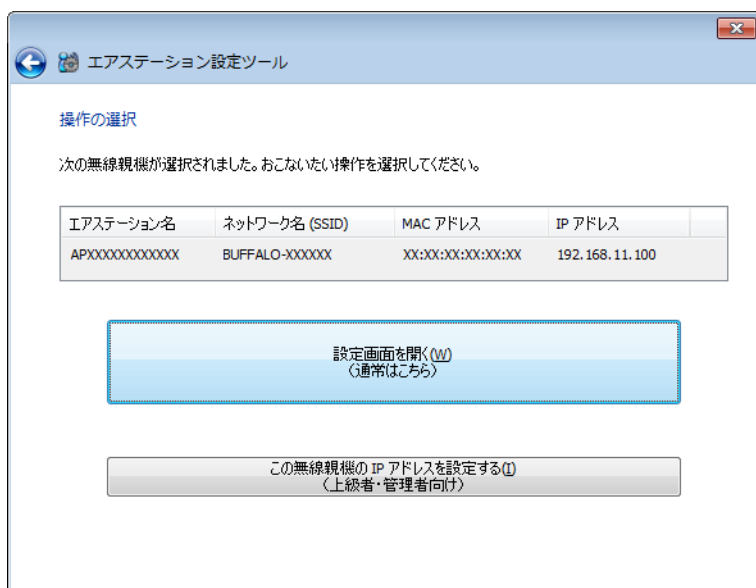 エアステーション設定ツール
操作の選択
次の無線親機が選択されました。おこないたい操作を選択してください。
エアステーション名 ネットワーク名 (SSID) MAC アドレス IP アドレス
APXXXXXXXXXXXX BUFFALO-XXXXXX XX:XX:XX:XX:XX:XX 192.168.11.100
設定画面を開く(W)
(通常はこちら)
この無線親機の IP アドレスを設定する(I)
(上級者・管理者向け)